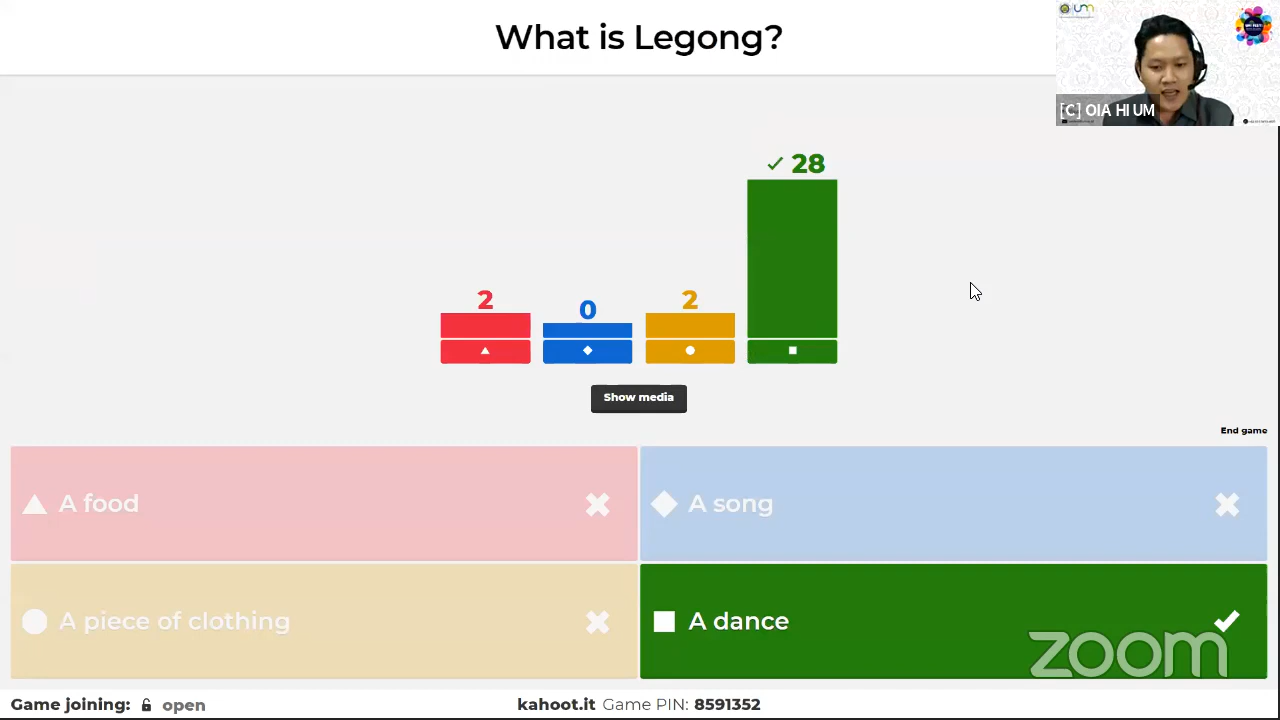 What is Legong?
um
[C] OIA HI UM
28
2
0
2
Show media
End game
A food
A song
A piece of clothing
A dance
zoom
Game joining: open
kahoot.it Game PIN: 8591352